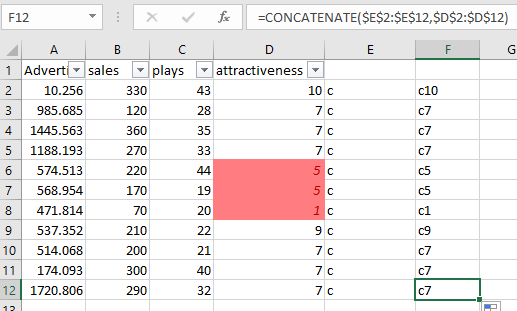 F12 =CONCATENATE($E$2:$E$12,$D$2:$D$12)
A B C D E F G
1 Adverti sales plays attractiveness
2 10.256 330 43 10 c c10
3 985.685 120 28 7 c c7
4 1445.563 360 35 7 c c7
5 1188.193 270 33 7 c c7
6 574.513 220 44 5 c c5
7 568.954 170 19 5 c c5
8 471.814 70 20 1 c c1
9 537.352 210 22 9 c c9
10 514.068 200 21 7 c c7
11 174.093 300 40 7 c c7
12 1720.806 290 32 7 c c7
13